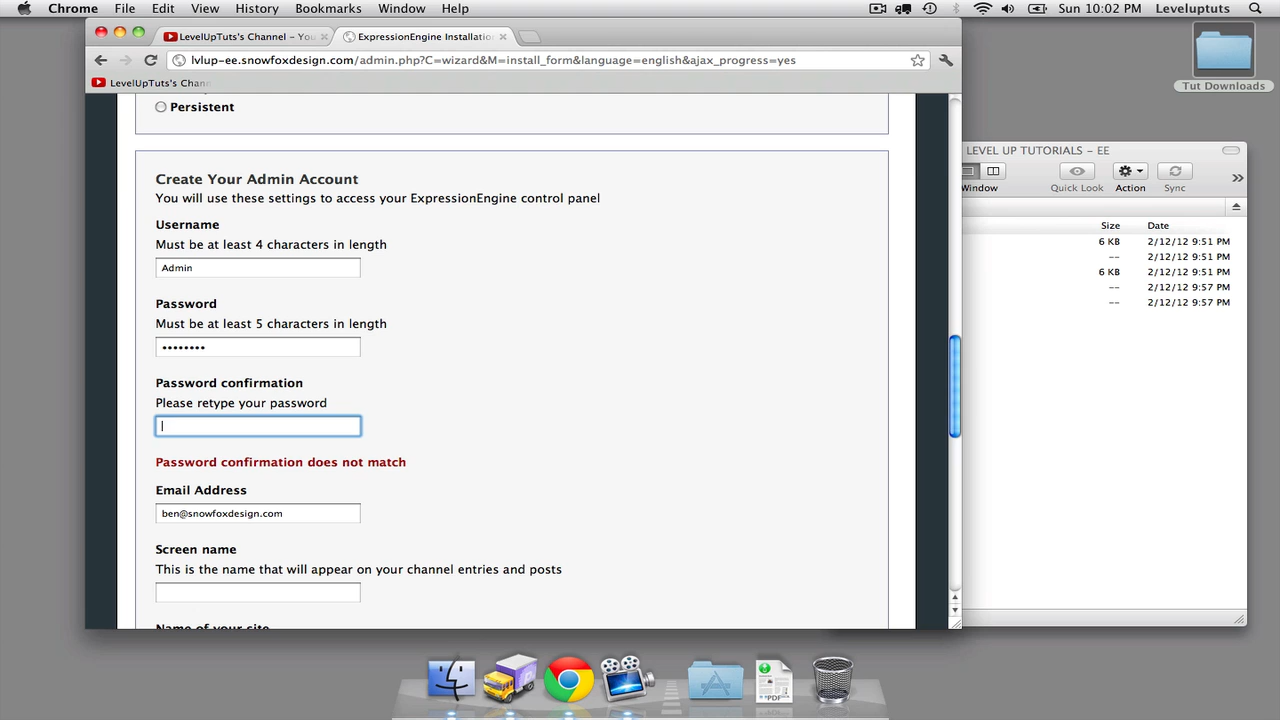 Chrome File Edit View History Bookmarks Window Help Sun 10:02 PM Leveluptuts
LevelUpTuts's Channel – You
ExpressionEngine Installatio
lvlup-ee.snowfoxdesign.com/admin.php?C=wizard&M=install_form&language=english&ajax_progress=yes
LevelUpTuts's Chann
Persistent
Create Your Admin Account
You will use these settings to access your ExpressionEngine control panel
Username
Must be at least 4 characters in length
Admin
Password
Must be at least 5 characters in length
••••••••
Password confirmation
Please retype your password
Password confirmation does not match
Email Address
ben@snowfoxdesign.com
Screen name
This is the name that will appear on your channel entries and posts
Name of your site
Tut Downloads
LEVEL UP TUTORIALS – EE
Window Quick Look Action Sync
Size Date
6 KB 2/12/12 9:51 PM
-- 2/12/12 9:51 PM
6 KB 2/12/12 9:51 PM
-- 2/12/12 9:57 PM
-- 2/12/12 9:57 PM
PDF